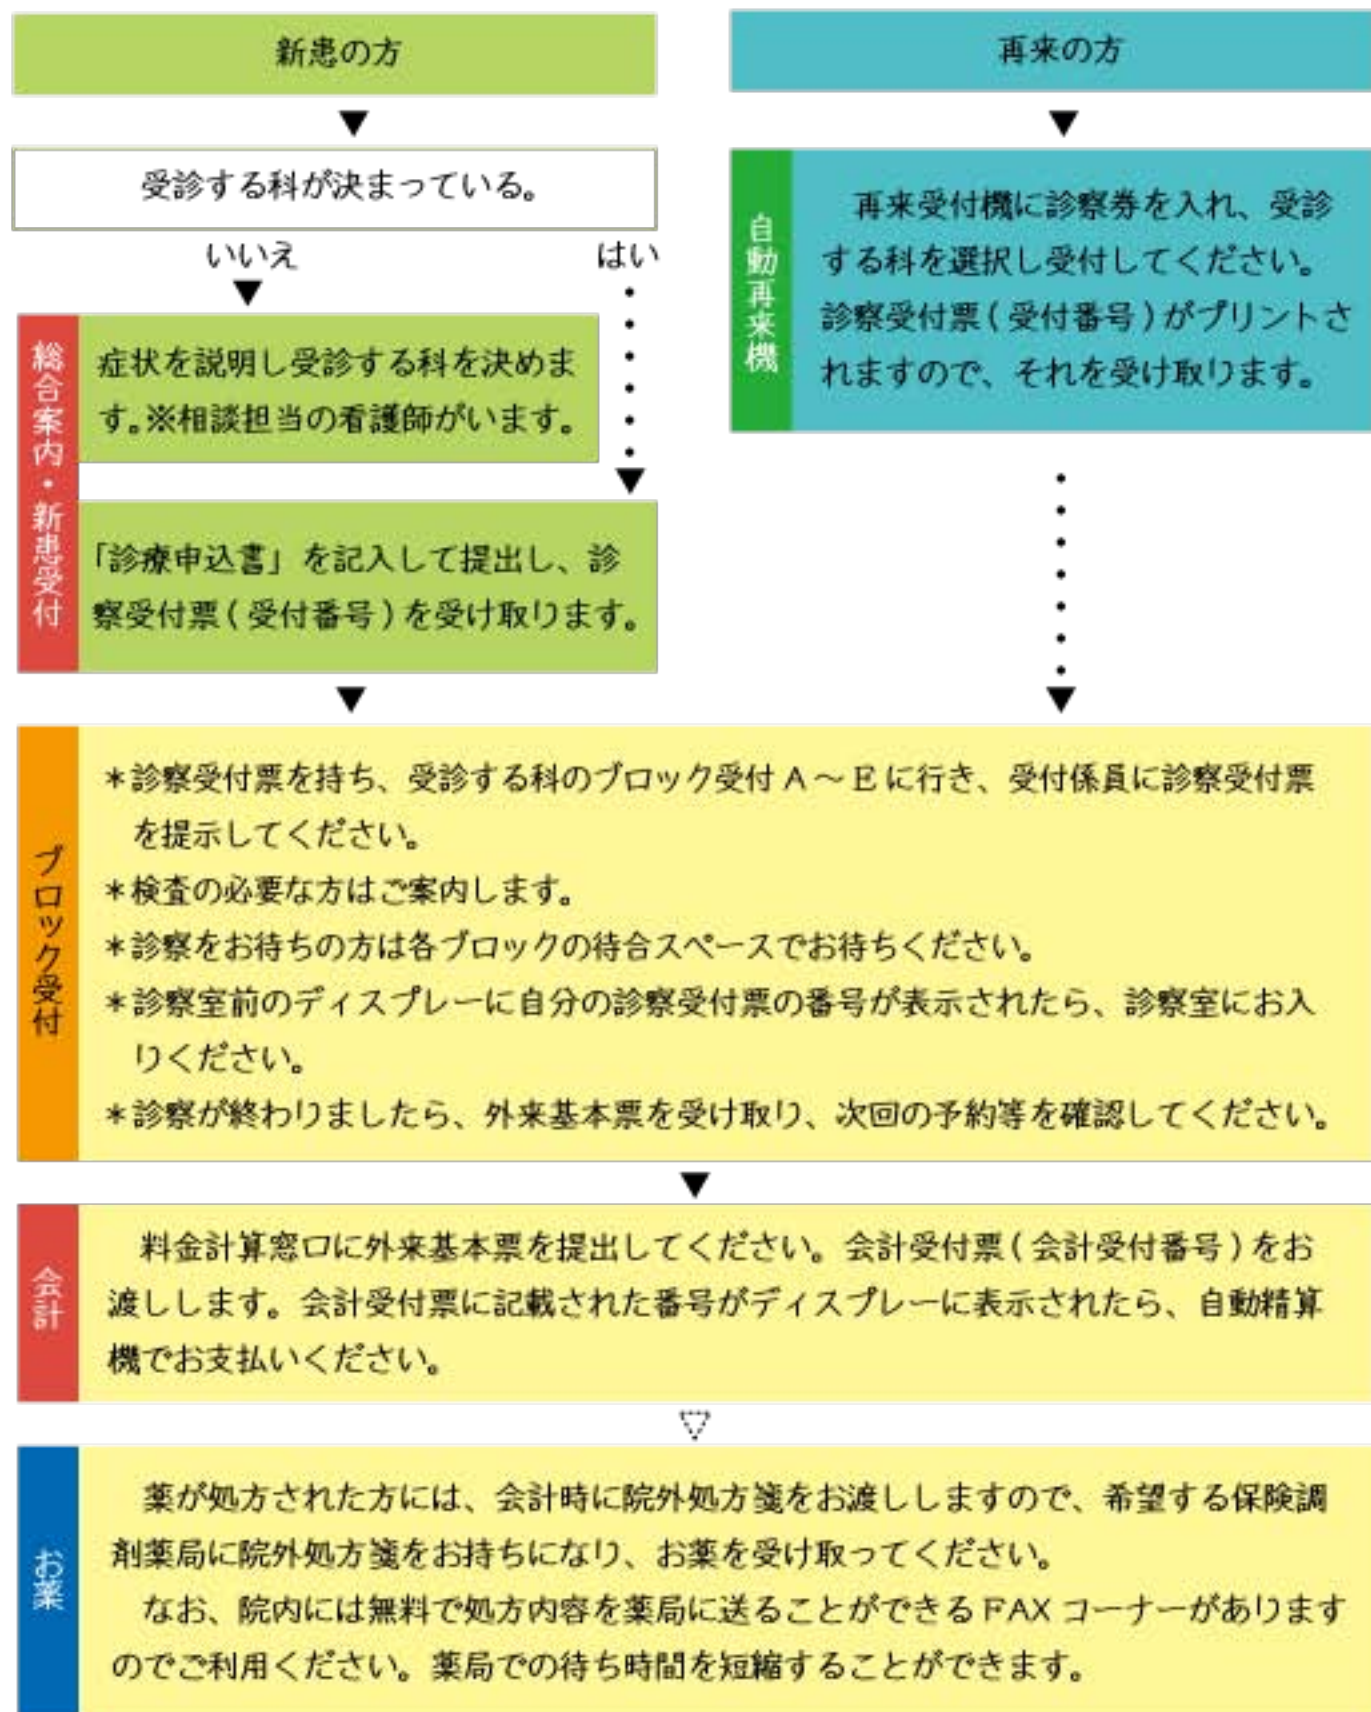 新患の方
受診する科が決まっている。
いいえ
はい
総合案内・新患受付
症状を説明し受診する科を決めま
す。※相談担当の看護師がいます。
「診療申込書」を記入して提出し、診
察受付票(受付番号)を受け取ります。
再来の方
自動再来機
再来受付機に診察券を入れ、受診
する科を選択し受付してください。
診察受付票(受付番号)がプリントさ
れますので、それを受け取ります。
ブロック受付
*診察受付票を持ち、受診する科のブロック受付A～Eに行き、受付係員に診察受付票
を提示してください。
*検査の必要な方はご案内します。
*診察をお待ちの方は各ブロックの待合スペースでお待ちください。
*診察室前のディスプレーに自分の診察受付票の番号が表示されたら、診察室にお入
りください。
*診察が終わりましたら、外来基本票を受け取り、次回の予約等を確認してください。
会計
料金計算窓口に外来基本票を提出してください。会計受付票(会計受付番号)をお
渡しします。会計受付票に記載された番号がディスプレーに表示されたら、自動精算
機でお支払いください。
お薬
薬が処方された方には、会計時に院外処方箋をお渡ししますので、希望する保険調
剤薬局に院外処方箋をお持ちになり、お薬を受け取ってください。
なお、院内には無料で処方内容を薬局に送ることができるFAXコーナーがあります
のでご利用ください。薬局での待ち時間を短縮することができます。